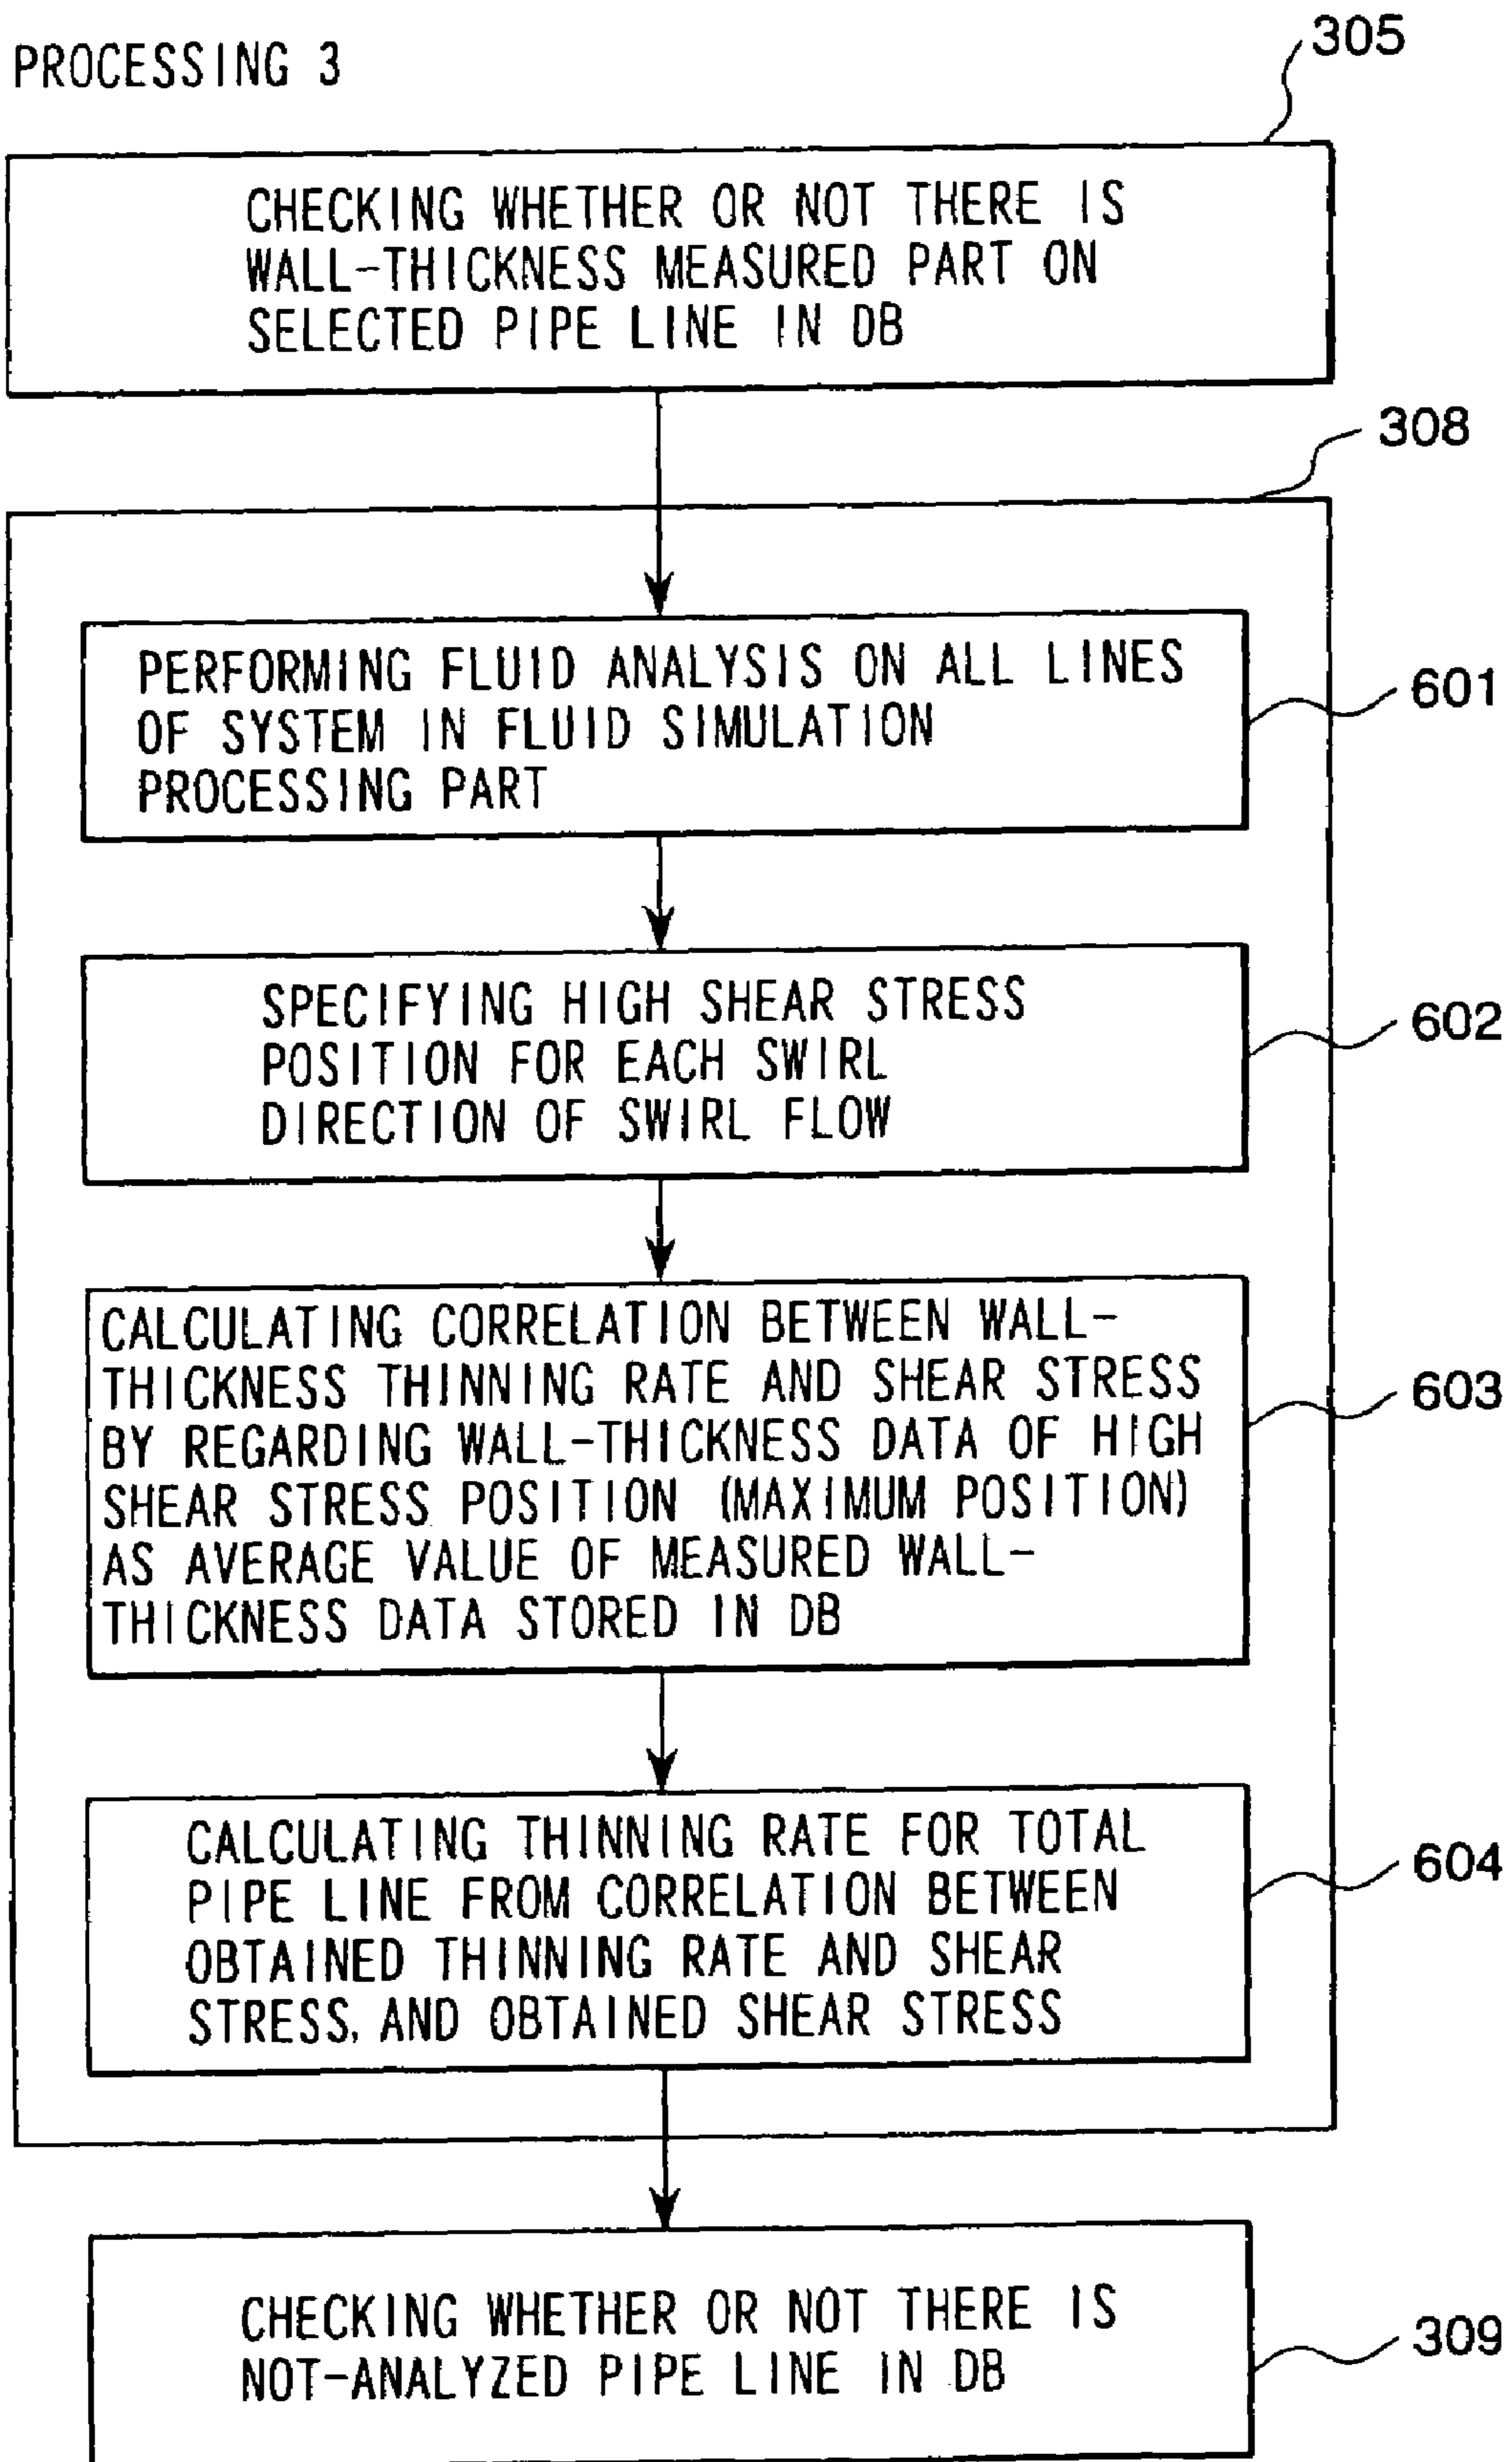 PROCESSING 3
305
CHECKING WHETHER OR NOT THERE IS
WALL-THICKNESS MEASURED PART ON
SELECTED PIPE LINE IN DB
308
PERFORMING FLUID ANALYSIS ON ALL LINES
OF SYSTEM IN FLUID SIMULATION
PROCESSING PART
601
SPECIFYING HIGH SHEAR STRESS
POSITION FOR EACH SWIRL
DIRECTION OF SWIRL FLOW
602
CALCULATING CORRELATION BETWEEN WALL-
THICKNESS THINNING RATE AND SHEAR STRESS
BY REGARDING WALL-THICKNESS DATA OF HIGH
SHEAR STRESS POSITION (MAXIMUM POSITION)
AS AVERAGE VALUE OF MEASURED WALL-
THICKNESS DATA STORED IN DB
603
CALCULATING THINNING RATE FOR TOTAL
PIPE LINE FROM CORRELATION BETWEEN
OBTAINED THINNING RATE AND SHEAR
STRESS, AND OBTAINED SHEAR STRESS
604
CHECKING WHETHER OR NOT THERE IS
NOT-ANALYZED PIPE LINE IN DB
309